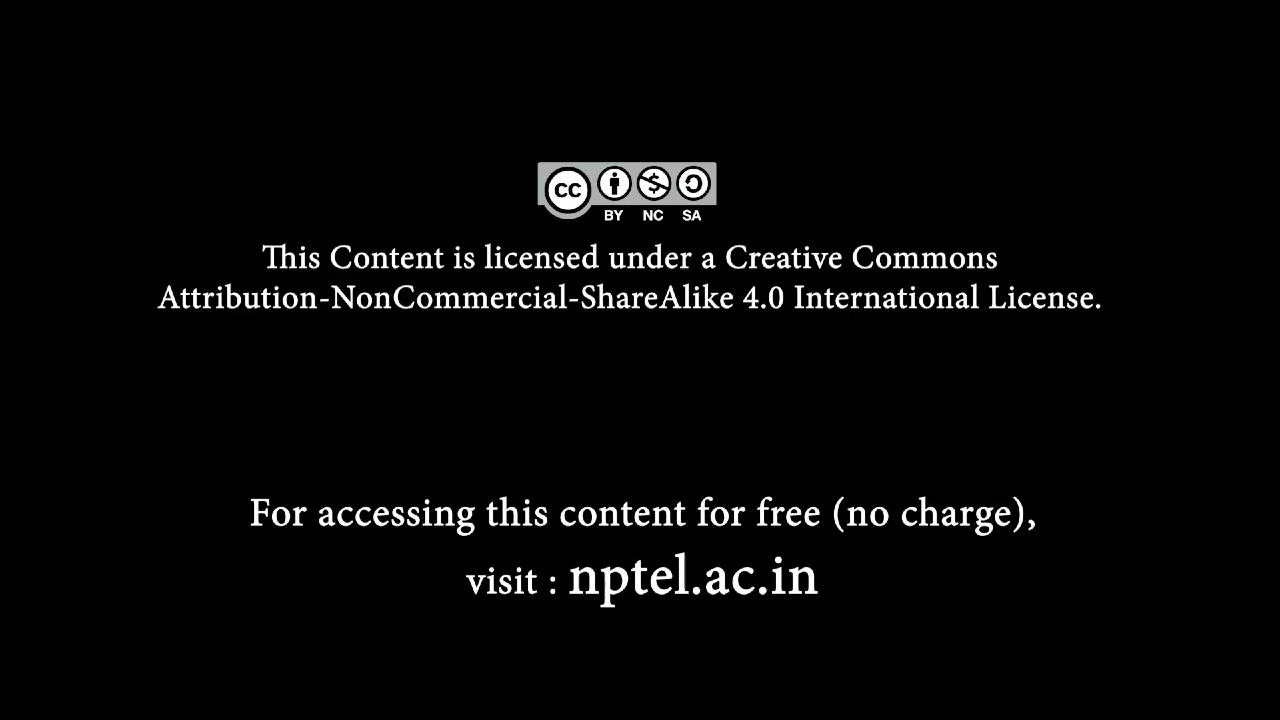 cc
BY NC SA
This Content is licensed under a Creative Commons
Attribution-NonCommercial-ShareAlike 4.0 International License.
For accessing this content for free (no charge),
visit : nptel.ac.in